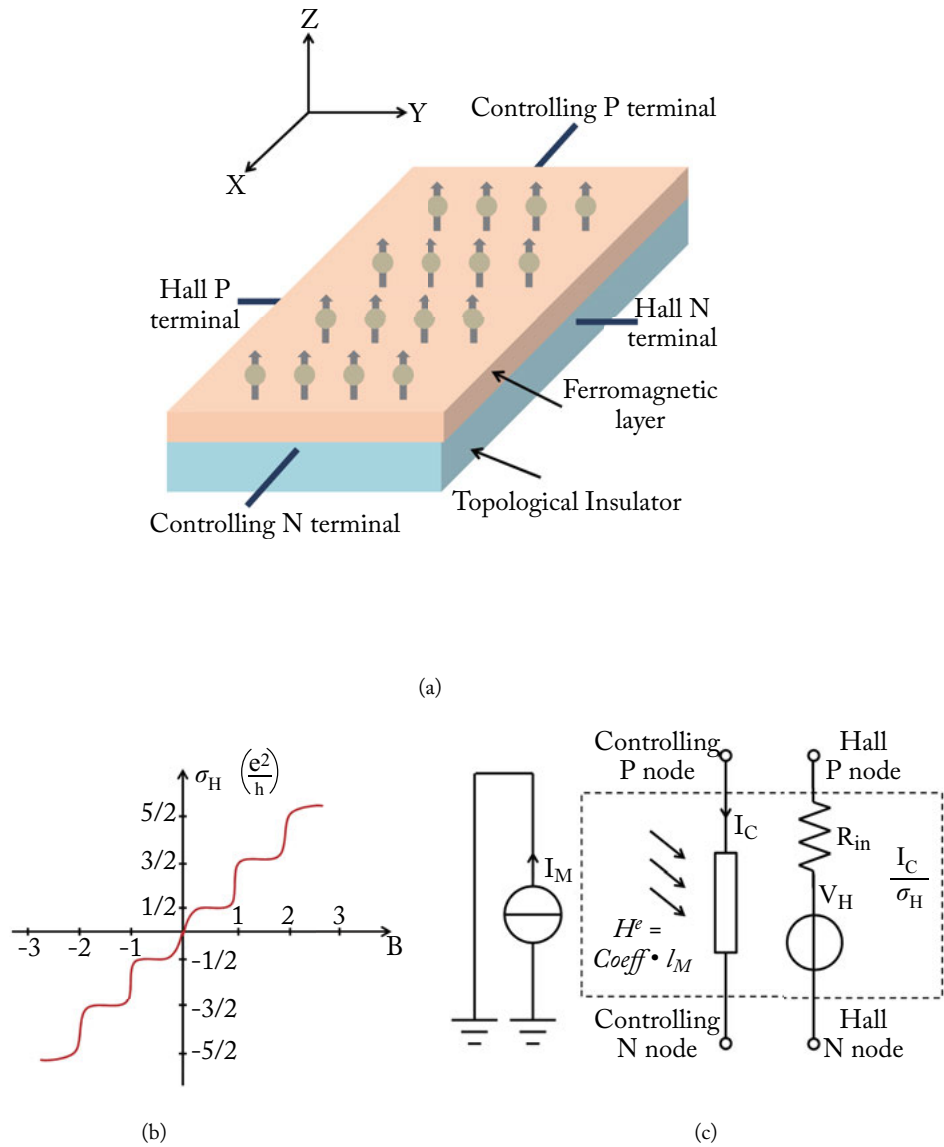 Z
Y
X
Controlling P terminal
Hall P
terminal
Hall N
terminal
Ferromagnetic
layer
Topological Insulator
Controlling N terminal
(a)
σH (e2/h)
5/2
3/2
1/2
-3 -2 -1 1 2 3
B
-1/2
-3/2
-5/2
(b)
Controlling
P node
Hall
P node
IC
Rin
IC/σH
IM
VH
He =
Coeff • lM
Controlling
N node
Hall
N node
(c)